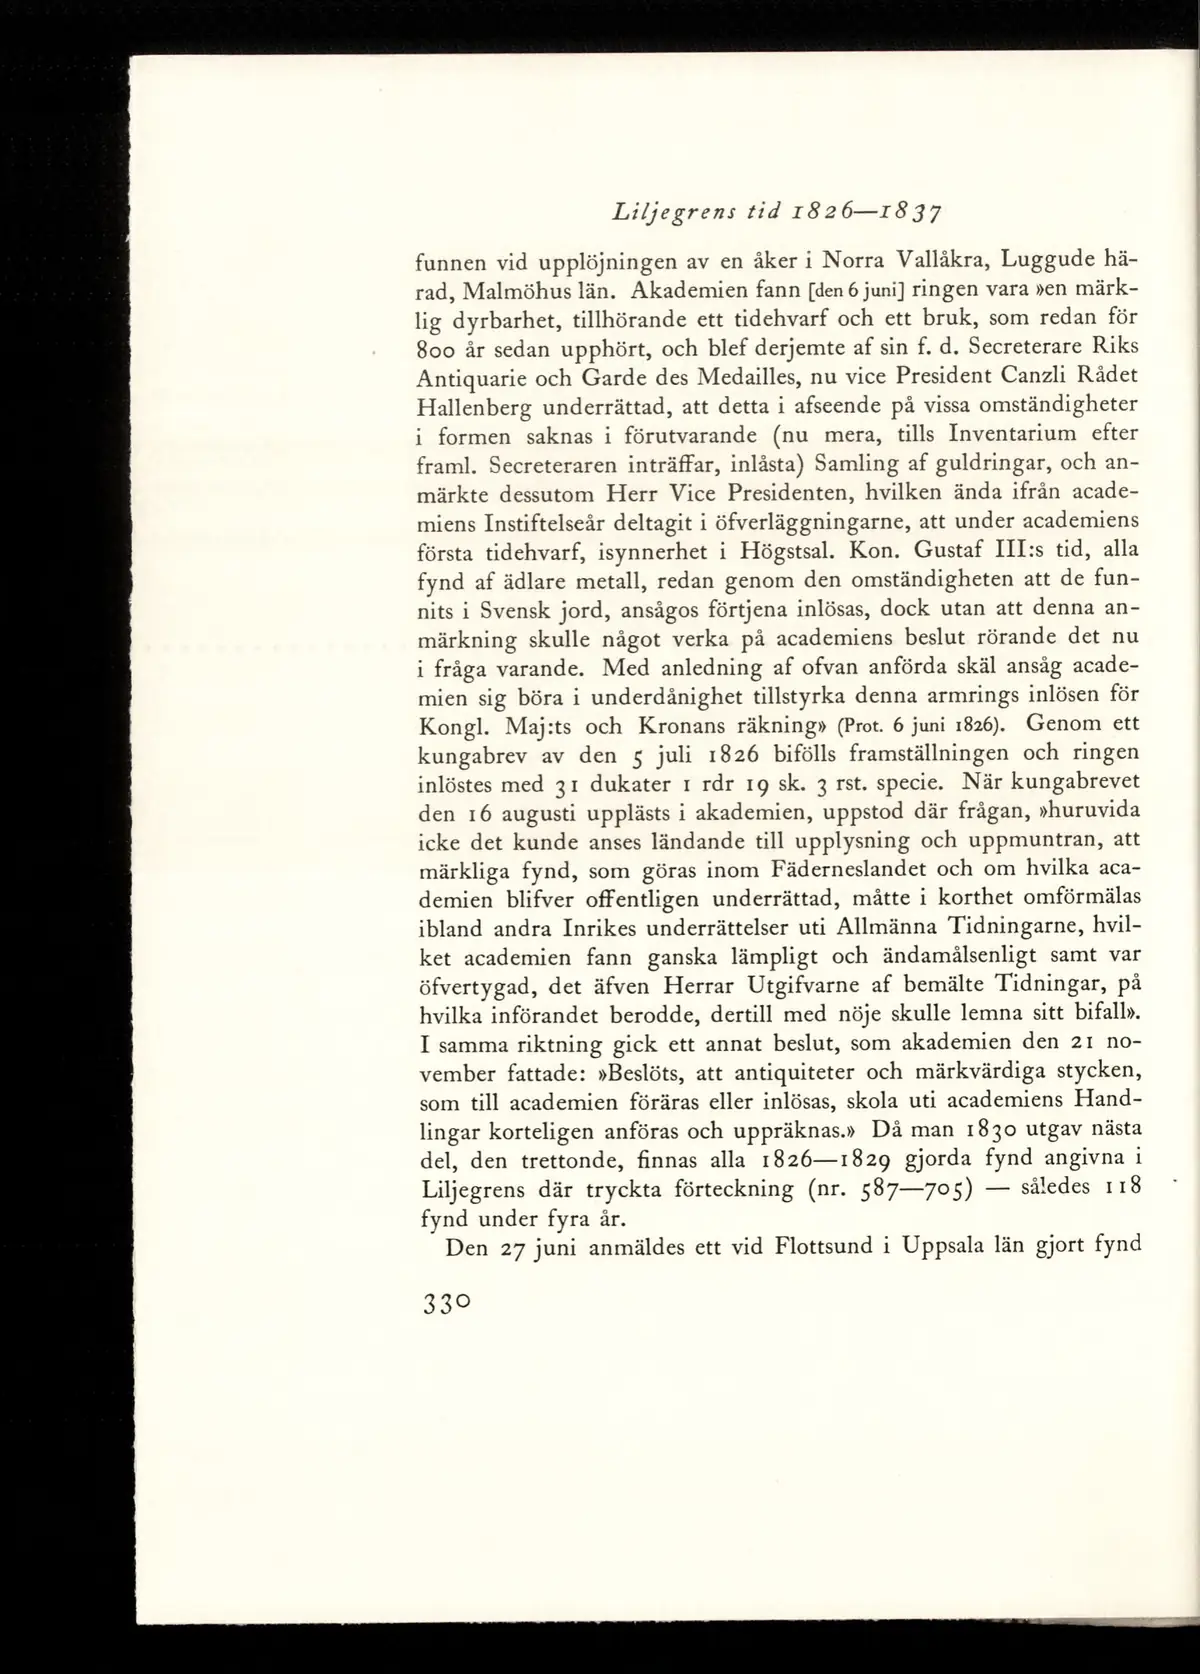 Liljegrens tid 1826—1837
funnen vid upplöjningen av en åker i Norra Vallåkra, Luggude hä-
rad, Malmöhus län. Akademien fann [den 6 juni] ringen vara »en märk-
lig dyrbarhet, tillhörande ett tidehvarf och ett bruk, som redan för
800 år sedan upphört, och blef derjemte af sin f. d. Secreterare Riks
Antiquarie och Garde des Medailles, nu vice President Canzli Rådet
Hallenberg underrättad, att detta i afseende på vissa omständigheter
i formen saknas i förutvarande (nu mera, tills Inventarium efter
framl. Secreteraren inträffar, inlåsta) Samling af guldringar, och an-
märkte dessutom Herr Vice Presidenten, hvilken ända ifrån acade-
miens Instiftelseår deltagit i öfverläggningarne, att under academiens
första tidehvarf, isynnerhet i Högstsal. Kon. Gustaf III:s tid, alla
fynd af ädlare metall, redan genom den omständigheten att de fun-
nits i Svensk jord, ansågos förtjena inlösas, dock utan att denna an-
märkning skulle något verka på academiens beslut rörande det nu
i fråga varande. Med anledning af ofvan anförda skäl ansåg acade-
mien sig böra i underdånighet tillstyrka denna armrings inlösen för
Kongl. Maj:ts och Kronans räkning» (Prot. 6 juni 1826). Genom ett
kungabrev av den 5 juli 1826 bifölls framställningen och ringen
inlöstes med 31 dukater 1 rdr 19 sk. 3 rst. specie. När kungabrevet
den 16 augusti upplästs i akademien, uppstod där frågan, »huruvida
icke det kunde anses ländande till upplysning och uppmuntran, att
märkliga fynd, som göras inom Fäderneslandet och om hvilka aca-
demien blifver offentligen underrättad, måtte i korthet omförmälas
ibland andra Inrikes underrättelser uti Allmänna Tidningarne, hvil-
ket academien fann ganska lämpligt och ändamålsenligt samt var
öfvertygad, det äfven Herrar Utgifvarne af bemälte Tidningar, på
hvilka införandet berodde, dertill med nöje skulle lemna sitt bifall».
I samma riktning gick ett annat beslut, som akademien den 21 no-
vember fattade: »Beslöts, att antiquiteter och märkvärdiga stycken,
som till academien föräras eller inlösas, skola uti academiens Hand-
lingar korteligen anföras och uppräknas.» Då man 1830 utgav nästa
del, den trettonde, finnas alla 1826—1829 gjorda fynd angivna i
Liljegrens där tryckta förteckning (nr. 587—705) — således 118
fynd under fyra år.
Den 27 juni anmäldes ett vid Flottsund i Uppsala län gjort fynd
330